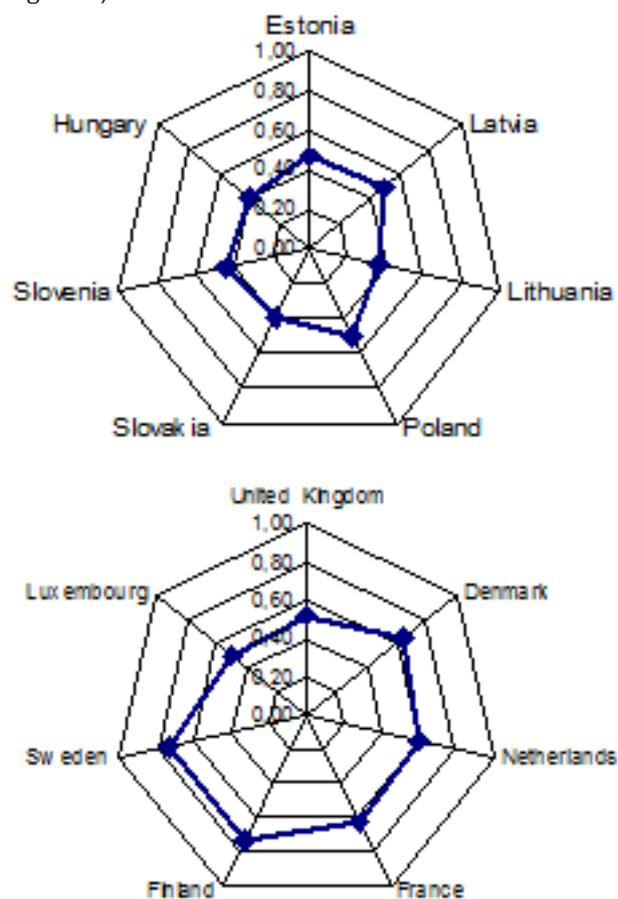 Estonia
1,00
0,80
Hungary Latvia
0,60
0,40
0,20
0,00
Slovenia Lithuania
Slovakia Poland
United Kingdom
1,00
0,80
Luxembourg Denmark
0,60
0,40
0,20
0,00
Sweden Netherlands
Finland France